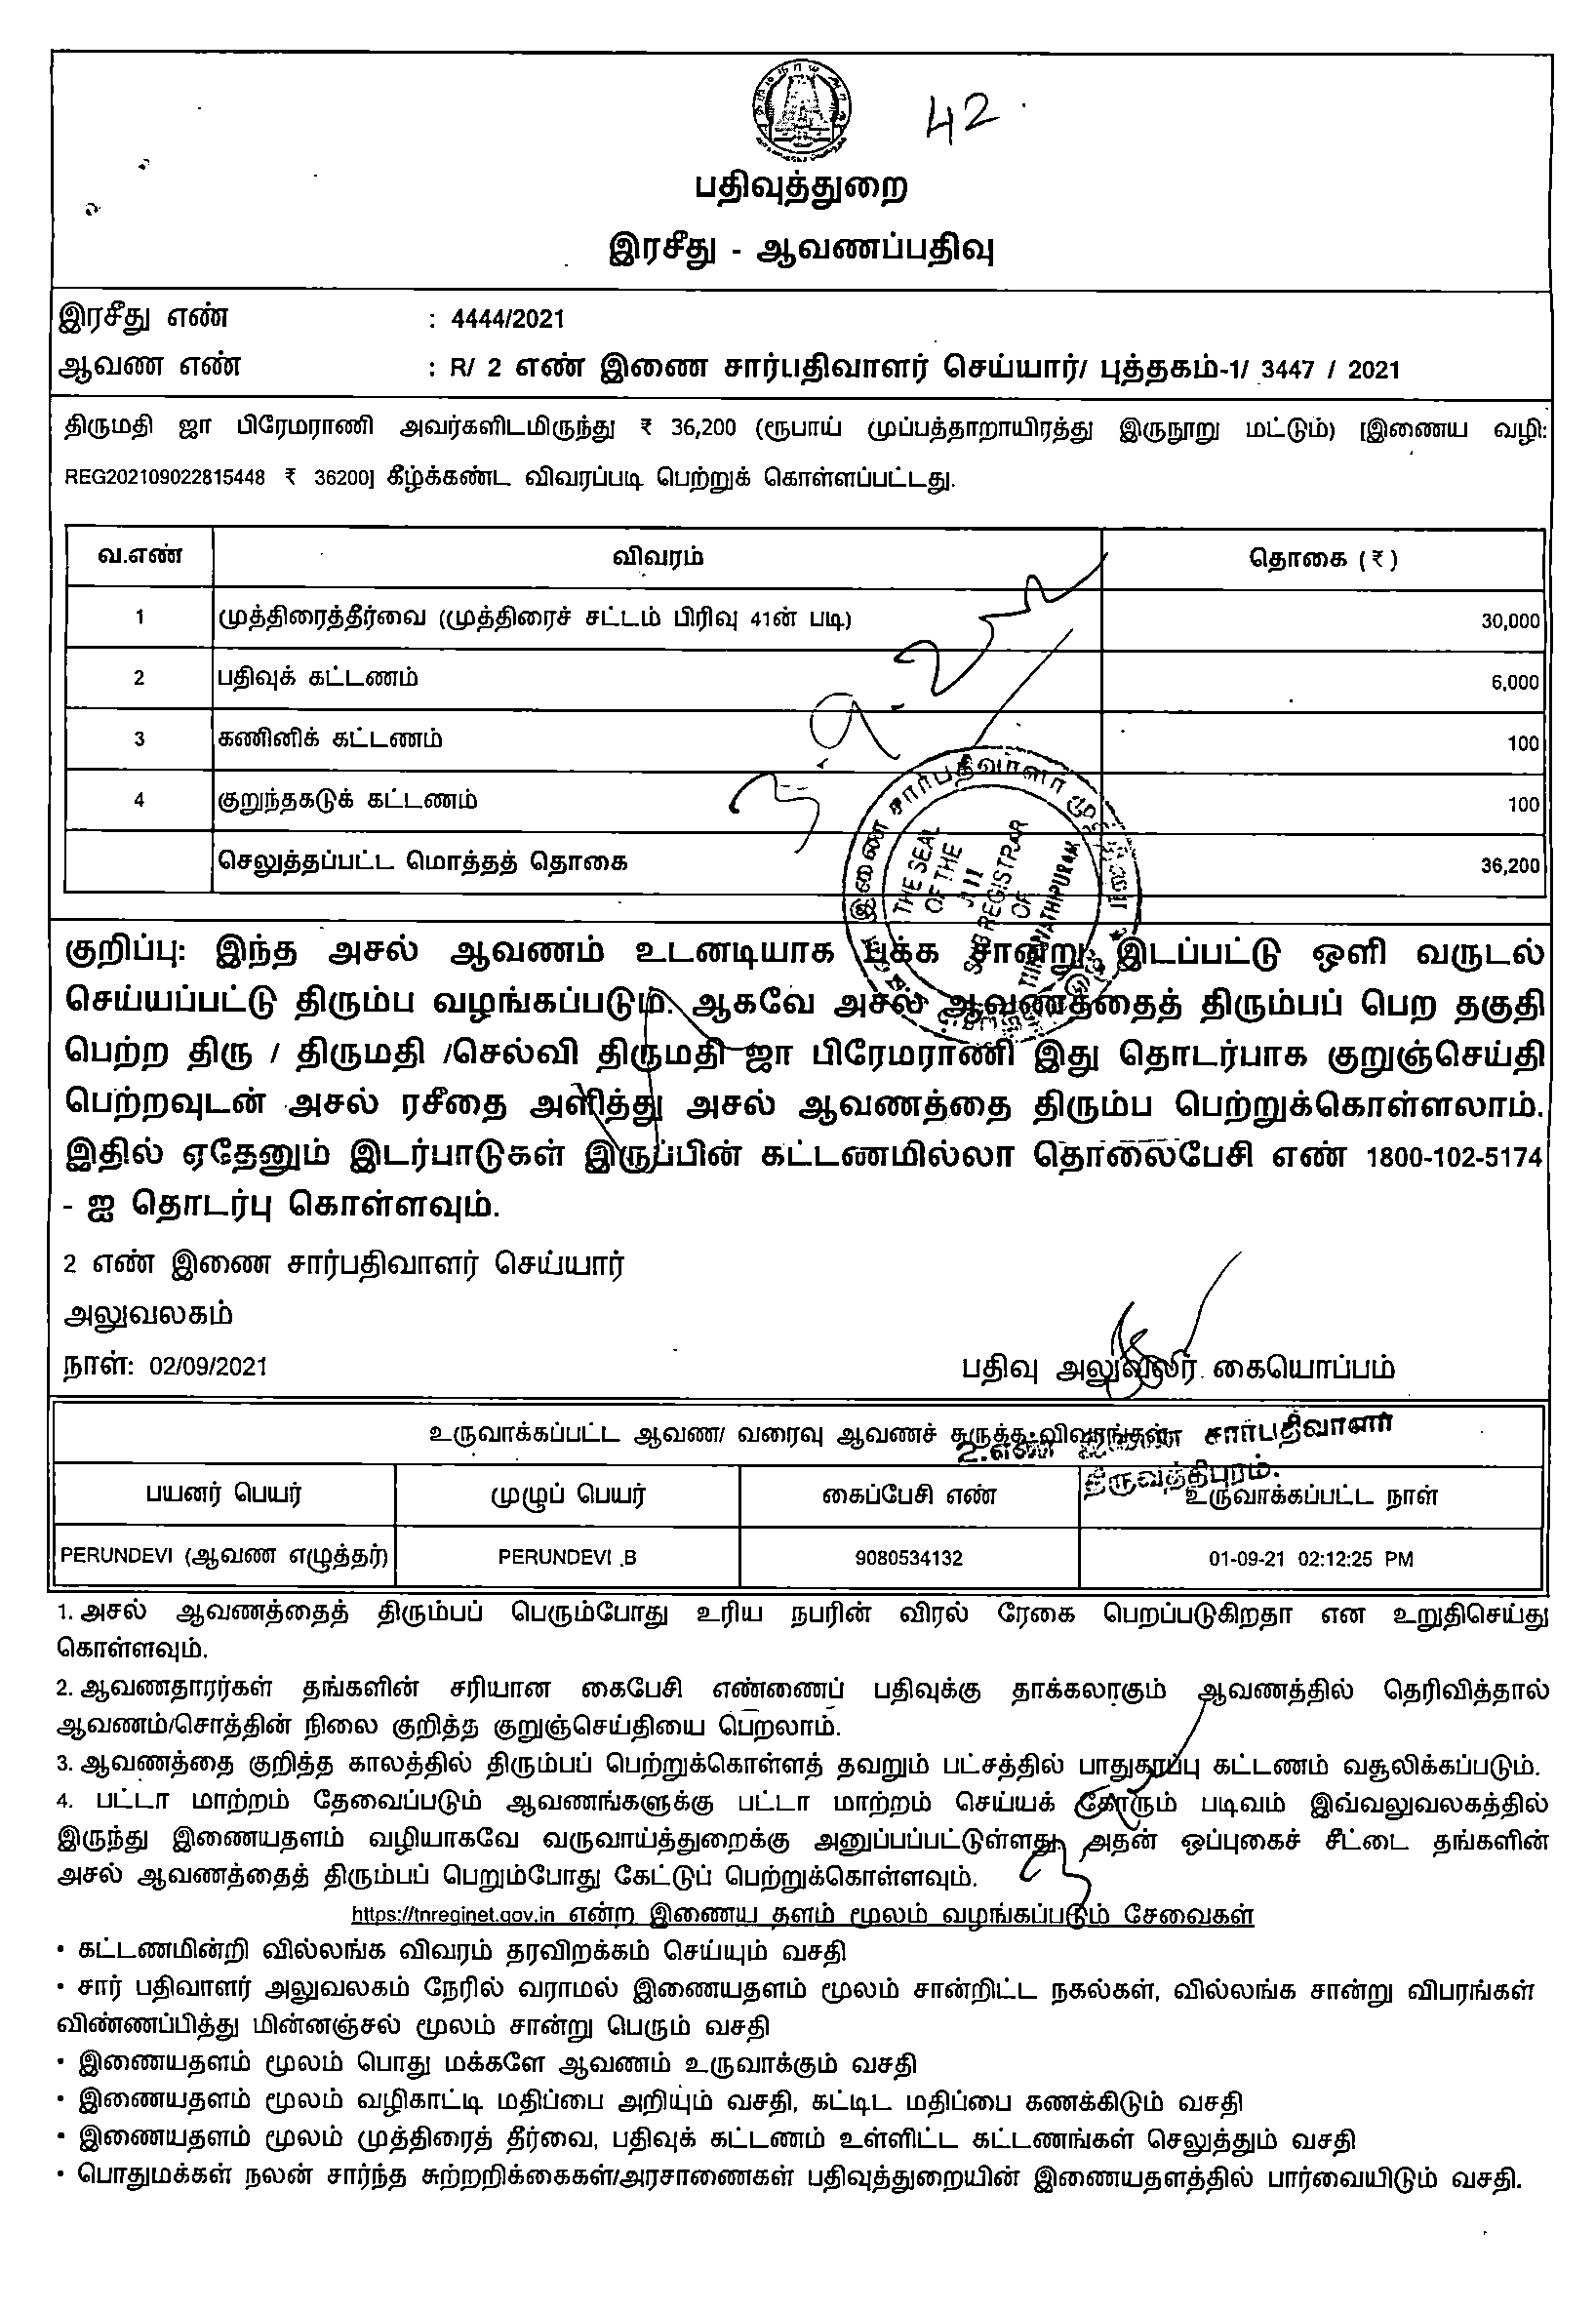 42
பதிவுத்துறை
இரசீது - ஆவணப்பதிவு
இரசீது எண் : 4444/2021
ஆவண எண் : R/ 2 எண் இணை சார்பதிவாளர் செய்யார்/ புத்தகம்-1/ 3447 / 2021
திருமதி ஜா பிரேமராணி அவர்களிடமிருந்து ₹ 36,200 (ரூபாய் முப்பத்தாறாயிரத்து இருநூறு மட்டும்) [இணைய வழி:
REG202109022815448 ₹ 36200] கீழ்க்கண்ட விவரப்படி பெற்றுக் கொள்ளப்பட்டது.
வ.எண் விவரம் தொகை (₹)
1 முத்திரைத்தீர்வை (முத்திரைச் சட்டம் பிரிவு 41ன் படி) 30,000
2 பதிவுக் கட்டணம் 6,000
3 கணினிக் கட்டணம் 100
4 குறுந்தகடுக் கட்டணம் 100
செலுத்தப்பட்ட மொத்தத் தொகை 36,200
THE SEAL
OF THE
SUB REGISTRAR
OF
குறிப்பு: இந்த அசல் ஆவணம் உடனடியாக பக்க சான்று இடப்பட்டு ஒளி வருடல்
செய்யப்பட்டு திரும்ப வழங்கப்படும். ஆகவே அசல் ஆவணத்தைத் திரும்பப் பெற தகுதி
பெற்ற திரு / திருமதி /செல்வி திருமதி ஜா பிரேமராணி இது தொடர்பாக குறுஞ்செய்தி
பெற்றவுடன் அசல் ரசீதை அளித்து அசல் ஆவணத்தை திரும்ப பெற்றுக்கொள்ளலாம்.
இதில் ஏதேனும் இடர்பாடுகள் இருப்பின் கட்டணமில்லா தொலைபேசி எண் 1800-102-5174
- ஐ தொடர்பு கொள்ளவும்.
2 எண் இணை சார்பதிவாளர் செய்யார்
அலுவலகம்
நாள்: 02/09/2021
பதிவு அலுவலர் கையொப்பம்
உருவாக்கப்பட்ட ஆவண/ வரைவு ஆவணச் சுருக்க விவரங்கள்
2.எண் இணை சார்பதிவாளர்
திருவத்திபுரம்.
பயனர் பெயர் முழுப் பெயர் கைப்பேசி எண் உருவாக்கப்பட்ட நாள்
PERUNDEVI (ஆவண எழுத்தர்) PERUNDEVI .B 9080534132 01-09-21 02:12:25 PM
1. அசல் ஆவணத்தைத் திரும்பப் பெரும்போது உரிய நபரின் விரல் ரேகை பெறப்படுகிறதா என உறுதிசெய்து
கொள்ளவும்.
2. ஆவணதாரர்கள் தங்களின் சரியான கைபேசி எண்ணைப் பதிவுக்கு தாக்கலாகும் ஆவணத்தில் தெரிவித்தால்
ஆவணம்/சொத்தின் நிலை குறித்த குறுஞ்செய்தியை பெறலாம்.
3. ஆவணத்தை குறித்த காலத்தில் திரும்பப் பெற்றுக்கொள்ளத் தவறும் பட்சத்தில் பாதுகாப்பு கட்டணம் வசூலிக்கப்படும்.
4. பட்டா மாற்றம் தேவைப்படும் ஆவணங்களுக்கு பட்டா மாற்றம் செய்யக் கோரும் படிவம் இவ்வலுவலகத்தில்
இருந்து இணையதளம் வழியாகவே வருவாய்த்துறைக்கு அனுப்பப்பட்டுள்ளது. அதன் ஒப்புகைச் சீட்டை தங்களின்
அசல் ஆவணத்தைத் திரும்பப் பெறும்போது கேட்டுப் பெற்றுக்கொள்ளவும்.
https://tnreginet.gov.in என்ற இணைய தளம் மூலம் வழங்கப்படும் சேவைகள்
• கட்டணமின்றி வில்லங்க விவரம் தரவிறக்கம் செய்யும் வசதி
• சார் பதிவாளர் அலுவலகம் நேரில் வராமல் இணையதளம் மூலம் சான்றிட்ட நகல்கள், வில்லங்க சான்று விபரங்கள்
விண்ணப்பித்து மின்னஞ்சல் மூலம் சான்று பெரும் வசதி
• இணையதளம் மூலம் பொது மக்களே ஆவணம் உருவாக்கும் வசதி
• இணையதளம் மூலம் வழிகாட்டி மதிப்பை அறியும் வசதி, கட்டிட மதிப்பை கணக்கிடும் வசதி
• இணையதளம் மூலம் முத்திரைத் தீர்வை, பதிவுக் கட்டணம் உள்ளிட்ட கட்டணங்கள் செலுத்தும் வசதி
• பொதுமக்கள் நலன் சார்ந்த சுற்றறிக்கைகள்/அரசாணைகள் பதிவுத்துறையின் இணையதளத்தில் பார்வையிடும் வசதி.